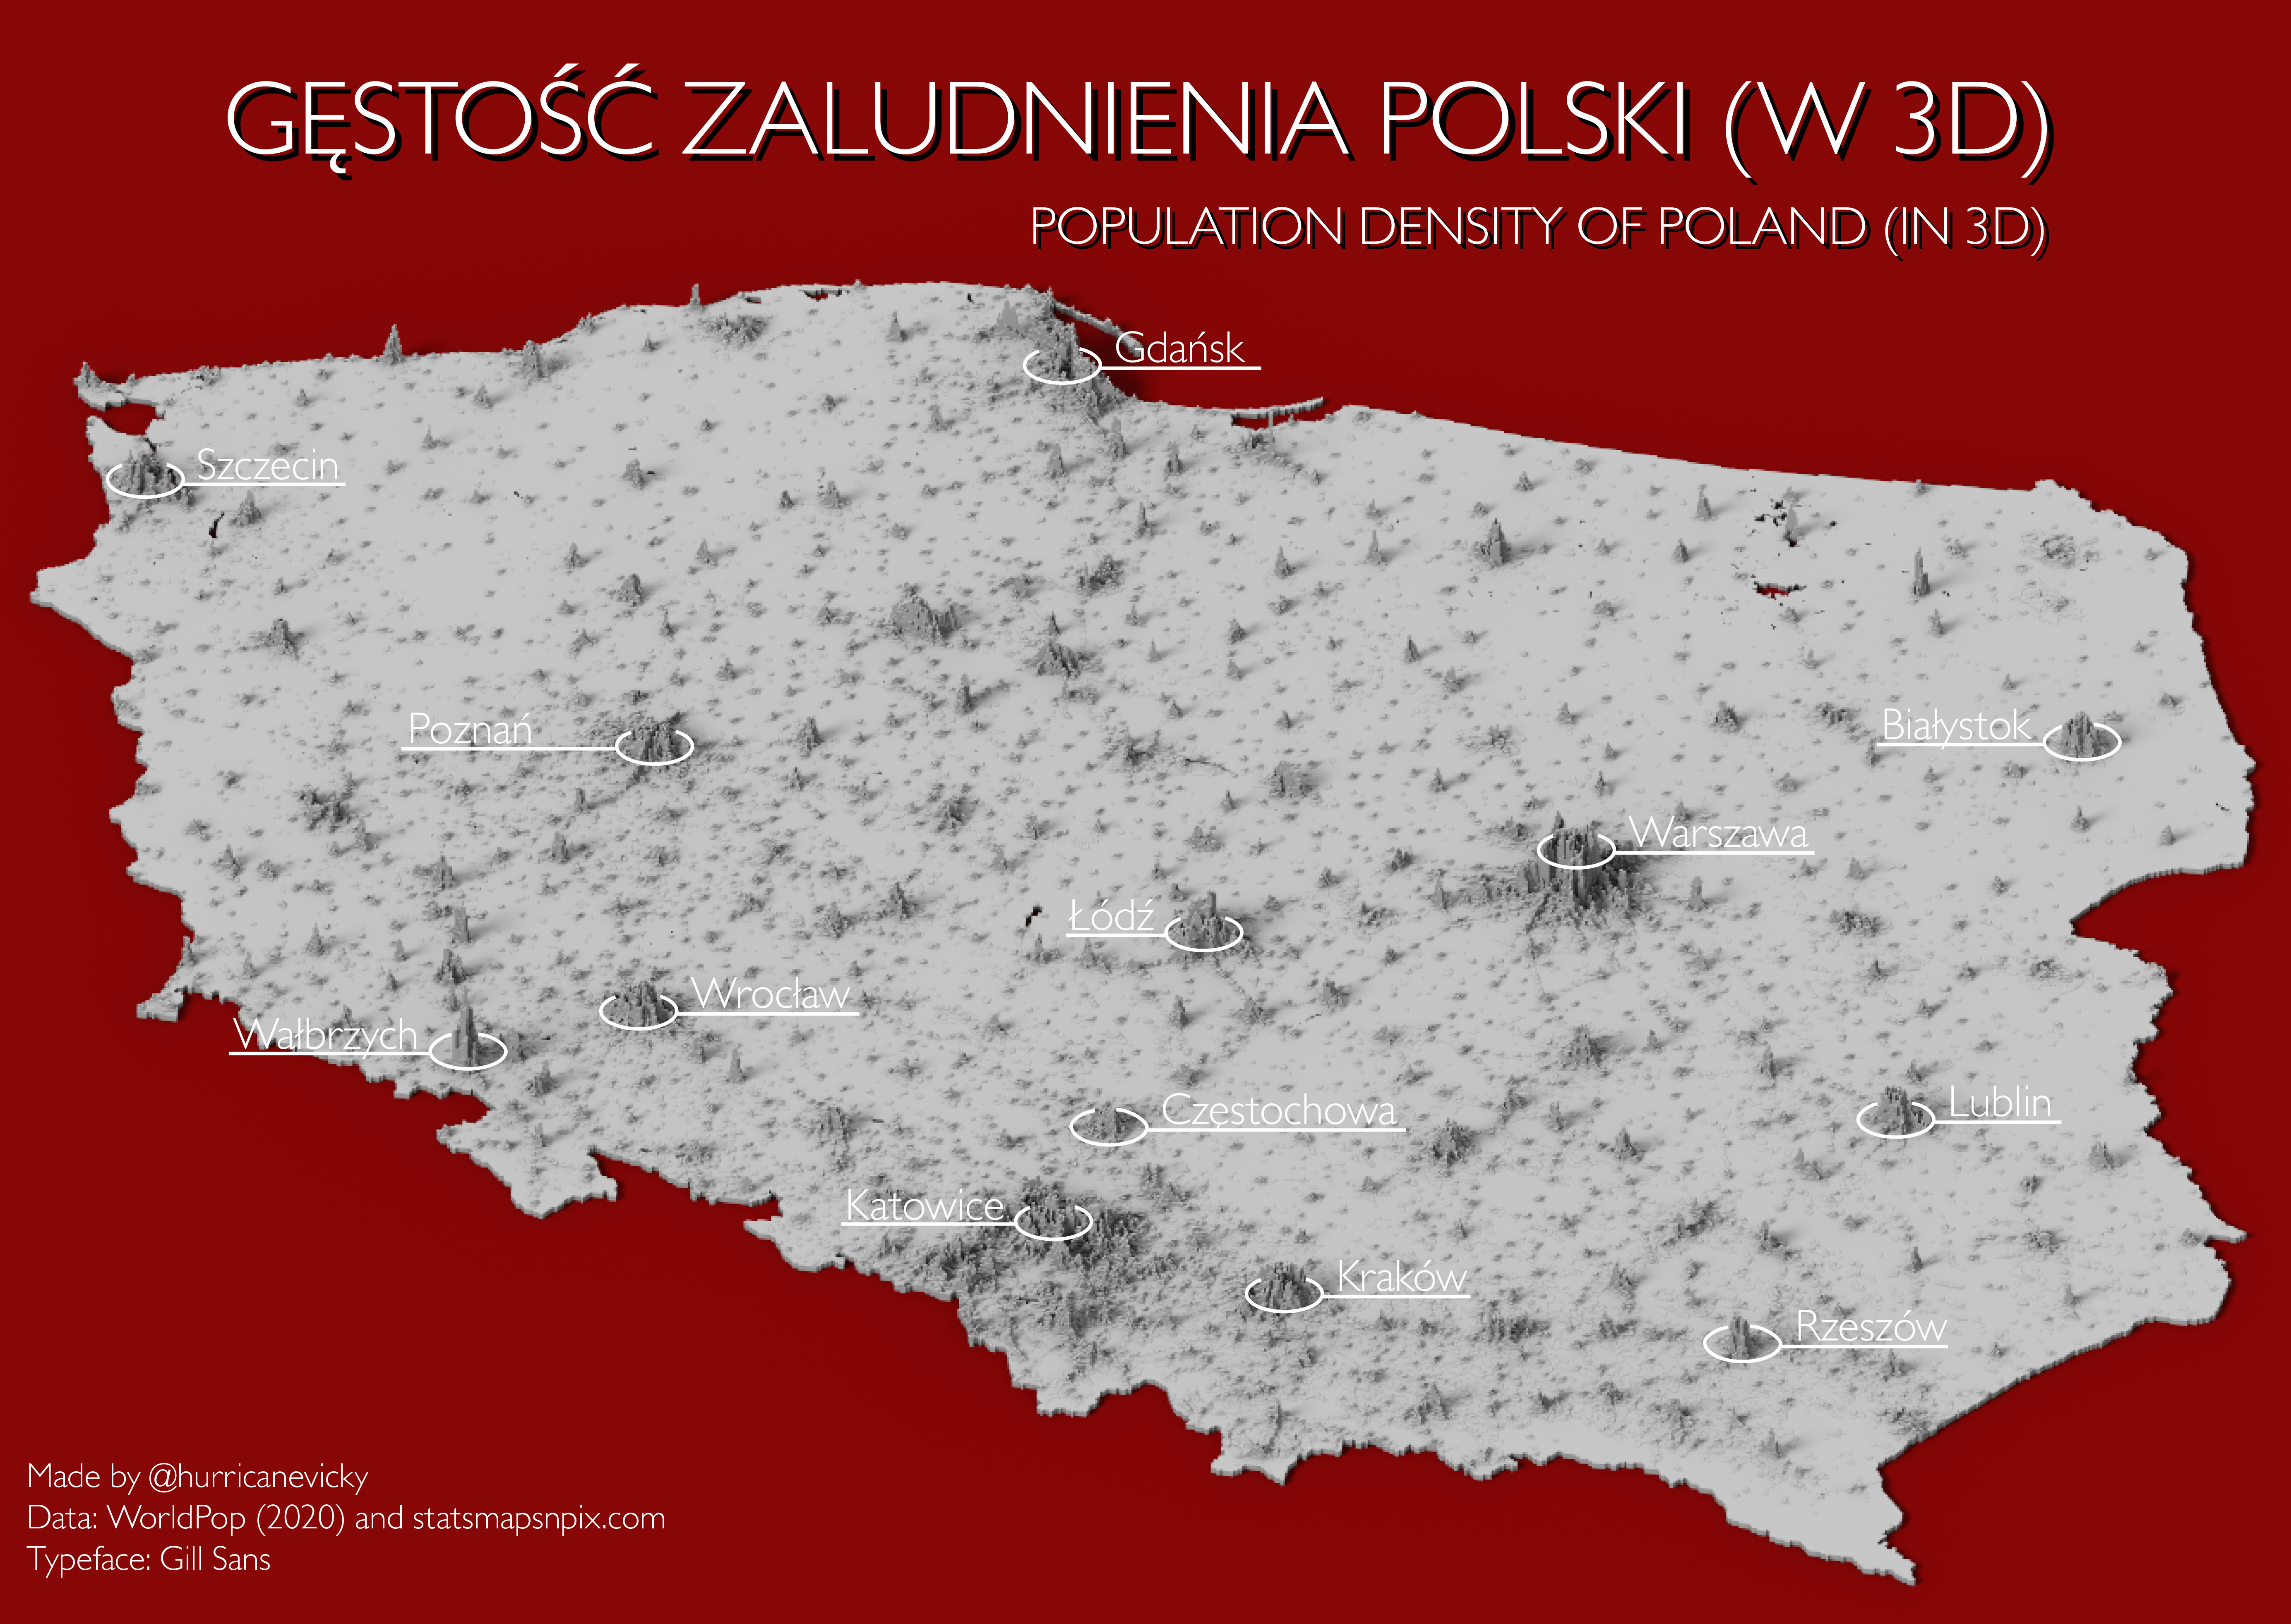 GĘSTOŚĆ ZALUDNIENIA POLSKI (W 3D)
POPULATION DENSITY OF POLAND (IN 3D)
Gdańsk
Szczecin
Poznań
Białystok
Warszawa
Łódź
Wrocław
Wałbrzych
Lublin
Częstochowa
Katowice
Kraków
Rzeszów
Made by @hurricanevicky
Data: WorldPop (2020) and statsmapsnpix.com
Typeface: Gill Sans